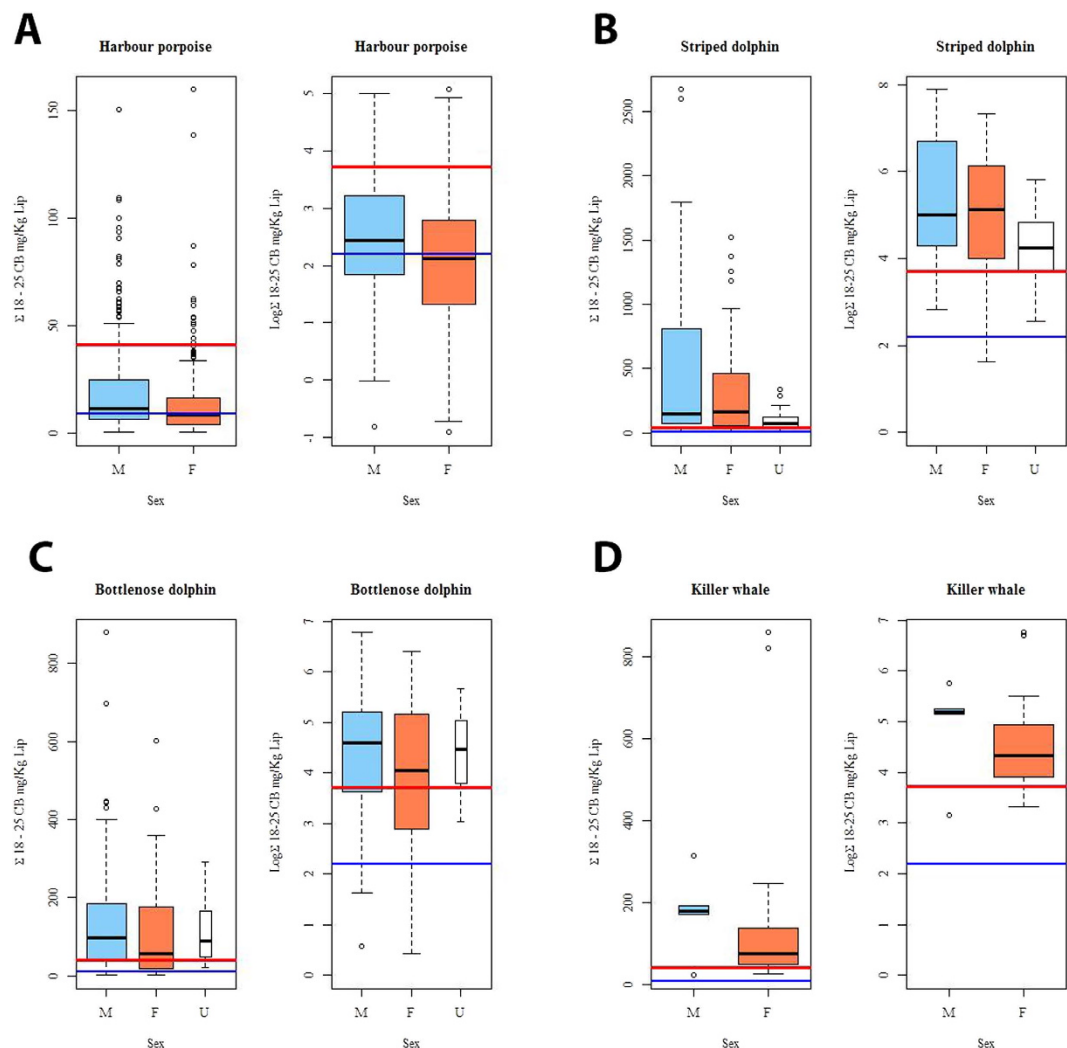 A
Harbour porpoise
Σ 18 - 25 CB mg/Kg Lip
150
100
50
0
M F
Sex
Harbour porpoise
LogΣ 18-25 CB mg/Kg Lip
5
4
3
2
1
0
-1
M F
Sex
B
Striped dolphin
Σ 18 - 25 CB mg/Kg Lip
2500
2000
1500
1000
500
0
M F U
Sex
Striped dolphin
LogΣ 18-25 CB mg/Kg Lip
8
6
4
2
0
M F U
Sex
C
Bottlenose dolphin
Σ 18 - 25 CB mg/Kg Lip
800
600
400
200
0
M F U
Sex
Bottlenose dolphin
LogΣ 18-25 CB mg/Kg Lip
7
6
5
4
3
2
1
0
M F U
Sex
D
Killer whale
Σ 18 - 25 CB mg/Kg Lip
800
600
400
200
0
M F
Sex
Killer whale
LogΣ 18-25 CB mg/Kg Lip
7
6
5
4
3
2
1
0
M F
Sex